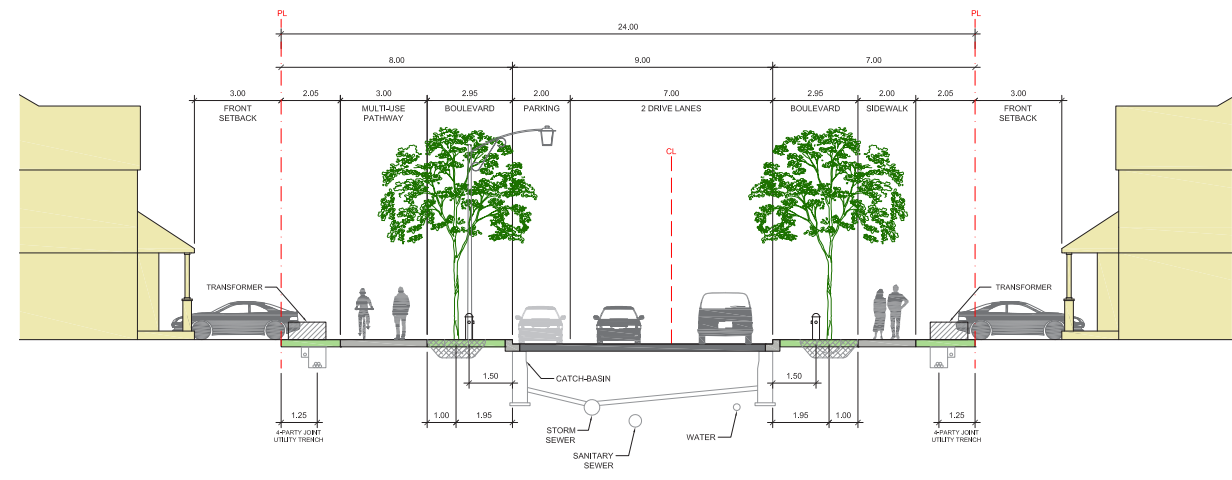 PL
PL
24.00
8.00
9.00
7.00
3.00
2.05
3.00
2.95
2.00
7.00
2.95
2.00
2.05
3.00
FRONT
SETBACK
MULTI-USE
PATHWAY
BOULEVARD
PARKING
2 DRIVE LANES
BOULEVARD
SIDEWALK
FRONT
SETBACK
CL
TRANSFORMER
TRANSFORMER
1.50
CATCH-BASIN
1.50
1.25
1.00
1.95
1.95
1.00
1.25
4-PARTY JOINT
UTILITY TRENCH
STORM
SEWER
SANITARY
SEWER
WATER
4-PARTY JOINT
UTILITY TRENCH